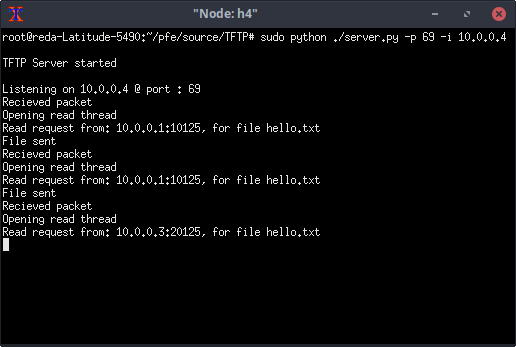 "Node: h4"
root@reda-Latitude-5490:~/pfe/source/TFTP# sudo python ./server.py -p 69 -i 10.0.0.4
TFTP Server started
Listening on 10.0.0.4 @ port : 69
Recieved packet
Opening read thread
Read request from: 10.0.0.1:10125, for file hello.txt
File sent
Recieved packet
Opening read thread
Read request from: 10.0.0.1:10125, for file hello.txt
File sent
Recieved packet
Opening read thread
Read request from: 10.0.0.3:20125, for file hello.txt